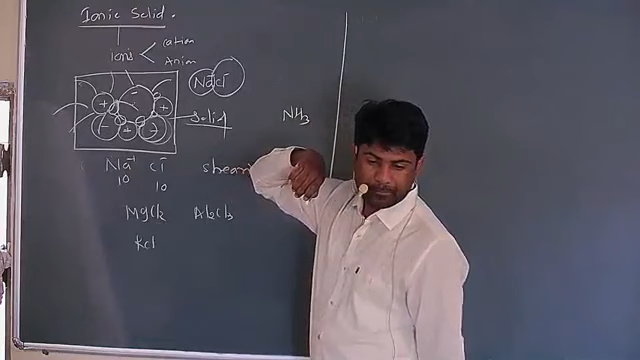 Ionic Solid.
ions < cation
Anion
NaCl
+ - +
- + -
solid
NH3
Na+ Cl-
10 10
MgCl2 AlCl3
KCl